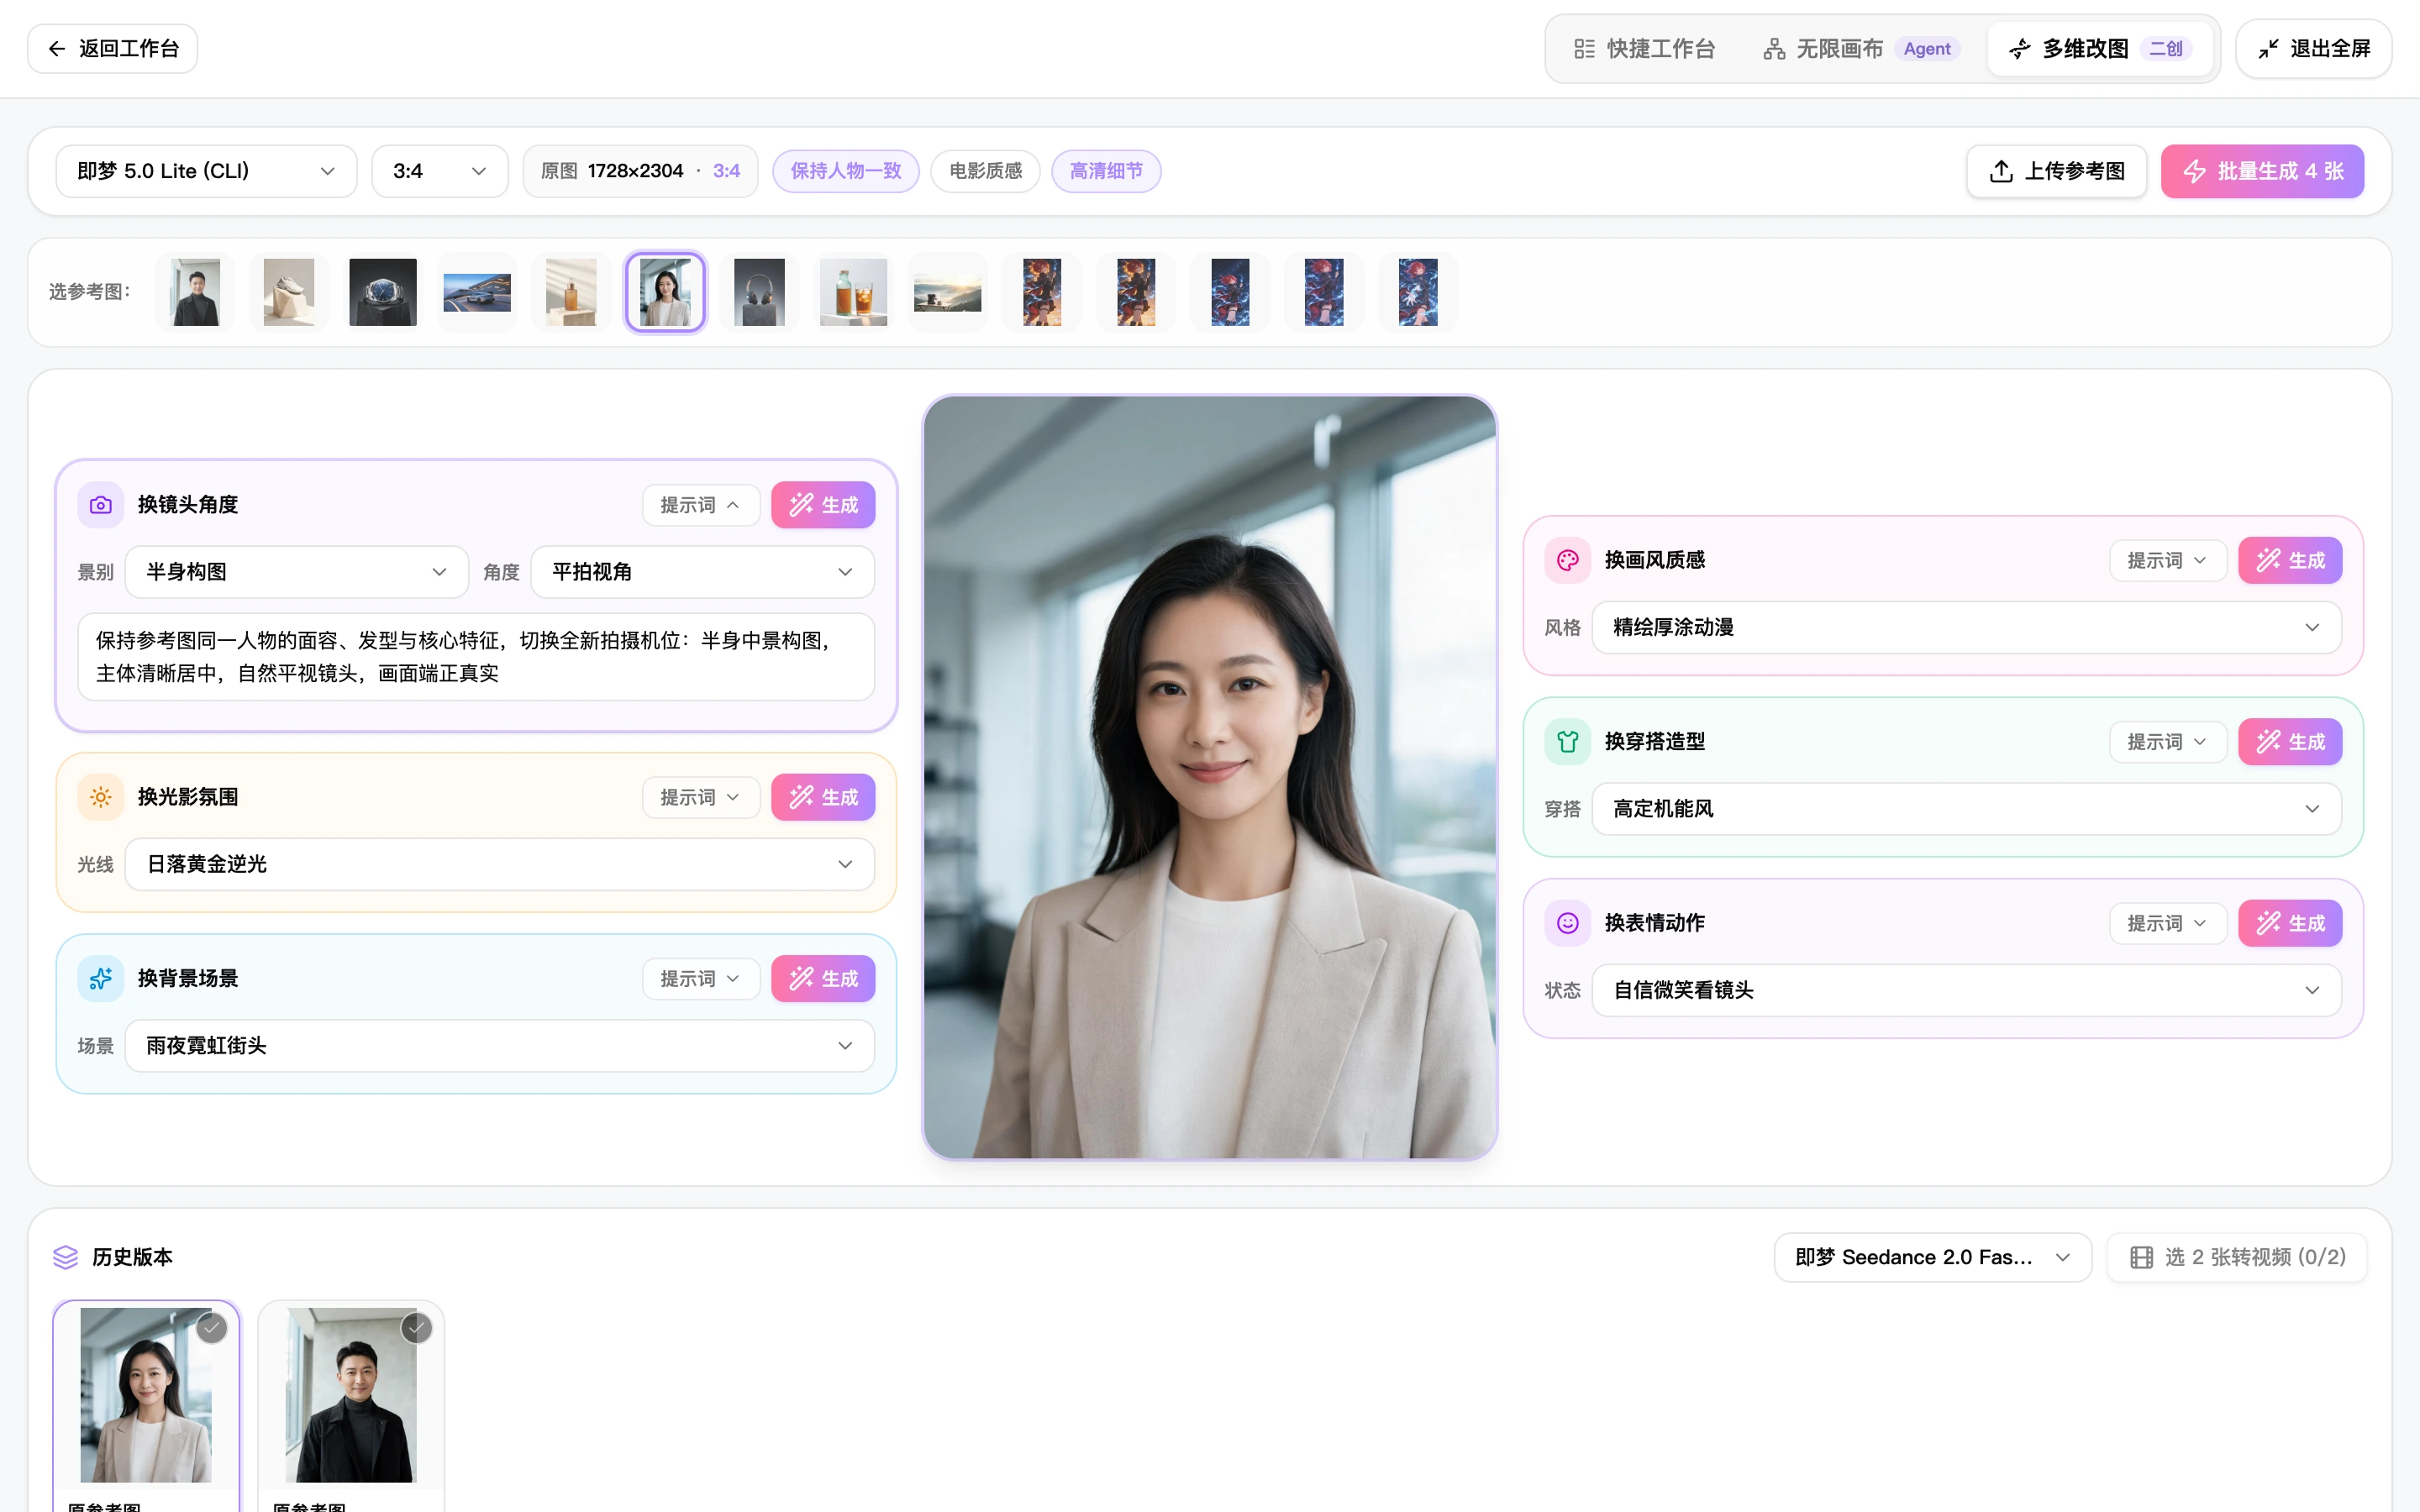 返回工作台
快捷工作台
无限画布 Agent
多维改图 二创
退出全屏
即梦 5.0 Lite (CLI)
3:4
原图 1728×2304 · 3:4
保持人物一致
电影质感
高清细节
上传参考图
批量生成 4 张
选参考图：
换镜头角度
提示词
生成
景别 半身构图
角度 平拍视角
保持参考图同一人物的面容、发型与核心特征，切换全新拍摄机位：半身中景构图，
主体清晰居中，自然平视镜头，画面端正真实
换光影氛围
提示词
生成
光线 日落黄金逆光
换背景场景
提示词
生成
场景 雨夜霓虹街头
换画风质感
提示词
生成
风格 精绘厚涂动漫
换穿搭造型
提示词
生成
穿搭 高定机能风
换表情动作
提示词
生成
状态 自信微笑看镜头
历史版本
即梦 Seedance 2.0 Fas...
选 2 张转视频 (0/2)
原参考图
原参考图